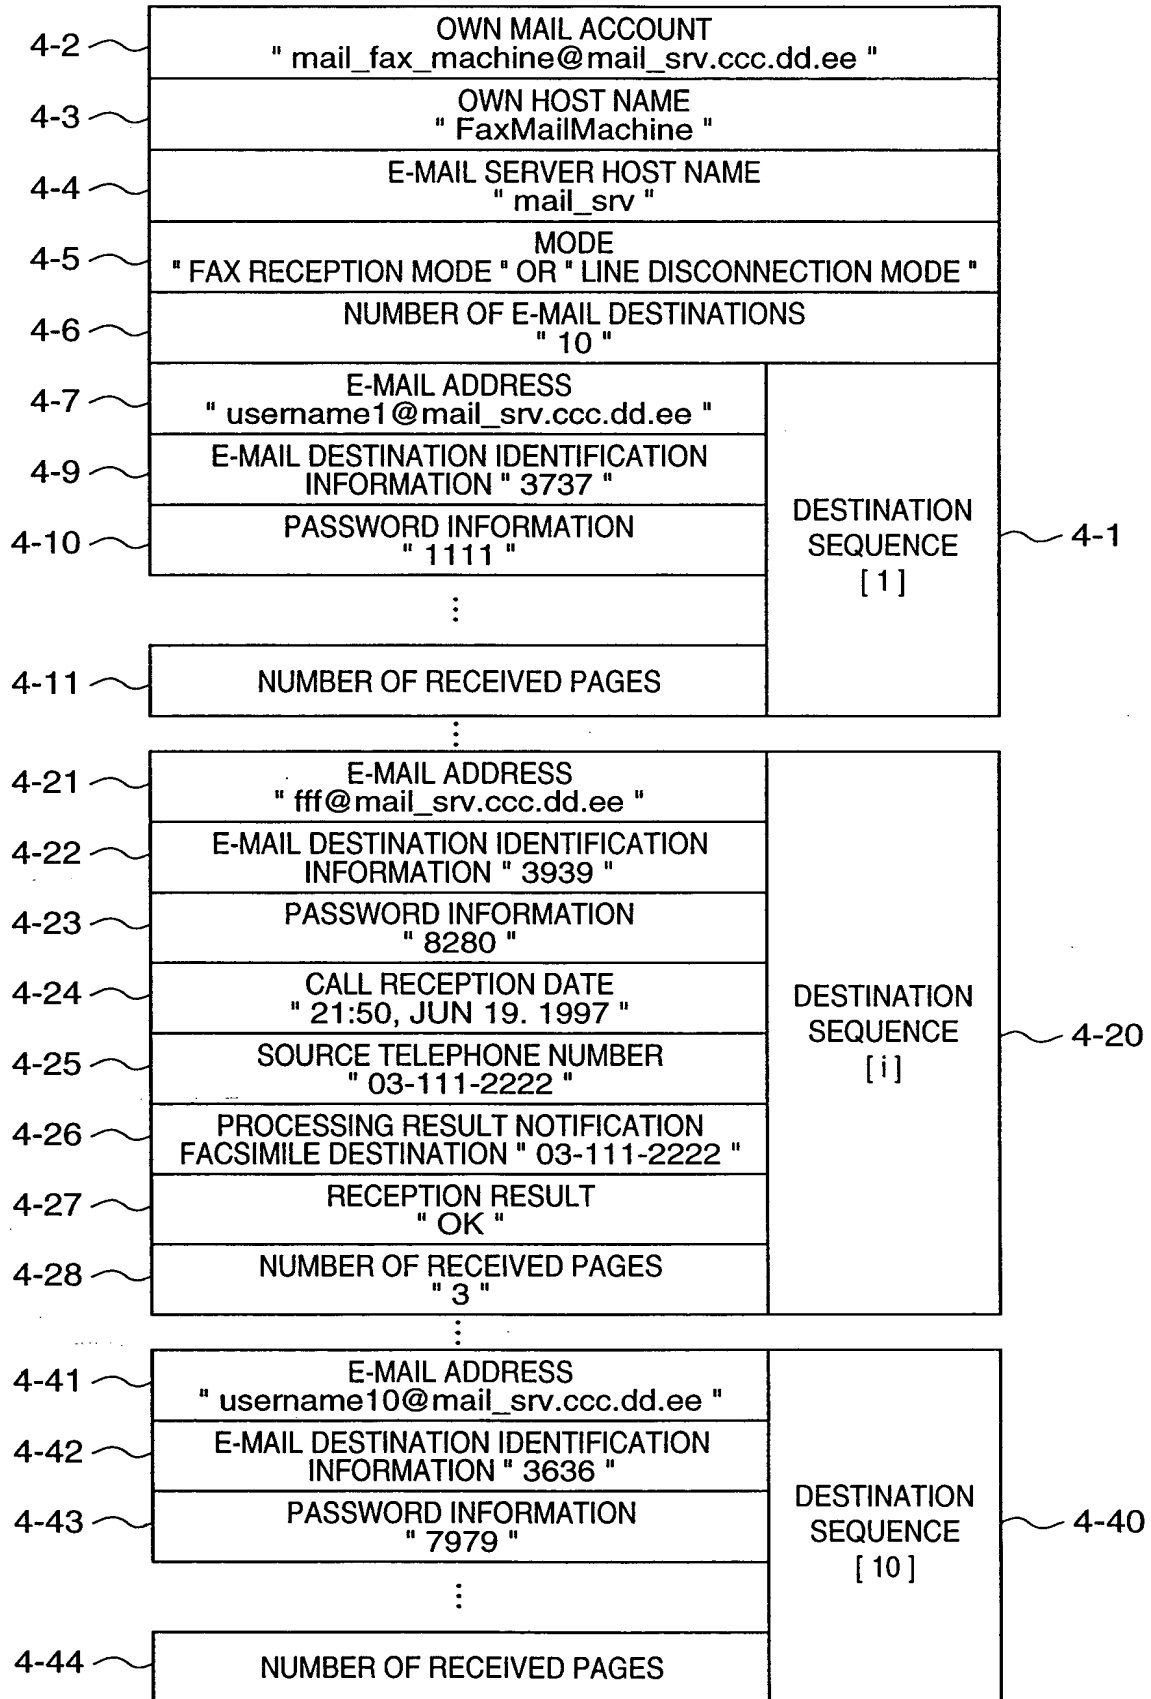 4-2
OWN MAIL ACCOUNT
" mail_fax_machine@mail_srv.ccc.dd.ee "
4-3
OWN HOST NAME
" FaxMailMachine "
4-4
E-MAIL SERVER HOST NAME
" mail_srv "
4-5
MODE
" FAX RECEPTION MODE " OR " LINE DISCONNECTION MODE "
4-6
NUMBER OF E-MAIL DESTINATIONS
" 10 "
4-7
E-MAIL ADDRESS
" username1@mail_srv.ccc.dd.ee "
4-9
E-MAIL DESTINATION IDENTIFICATION
INFORMATION " 3737 "
4-10
PASSWORD INFORMATION
" 1111 "
⋮
4-11
NUMBER OF RECEIVED PAGES
DESTINATION
SEQUENCE
[ 1 ]
4-1
⋮
4-21
E-MAIL ADDRESS
" fff@mail_srv.ccc.dd.ee "
4-22
E-MAIL DESTINATION IDENTIFICATION
INFORMATION " 3939 "
4-23
PASSWORD INFORMATION
" 8280 "
4-24
CALL RECEPTION DATE
" 21:50, JUN 19. 1997 "
4-25
SOURCE TELEPHONE NUMBER
" 03-111-2222 "
4-26
PROCESSING RESULT NOTIFICATION
FACSIMILE DESTINATION " 03-111-2222 "
4-27
RECEPTION RESULT
" OK "
4-28
NUMBER OF RECEIVED PAGES
" 3 "
DESTINATION
SEQUENCE
[ i ]
4-20
⋮
4-41
E-MAIL ADDRESS
" username10@mail_srv.ccc.dd.ee "
4-42
E-MAIL DESTINATION IDENTIFICATION
INFORMATION " 3636 "
4-43
PASSWORD INFORMATION
" 7979 "
⋮
4-44
NUMBER OF RECEIVED PAGES
DESTINATION
SEQUENCE
[ 10 ]
4-40